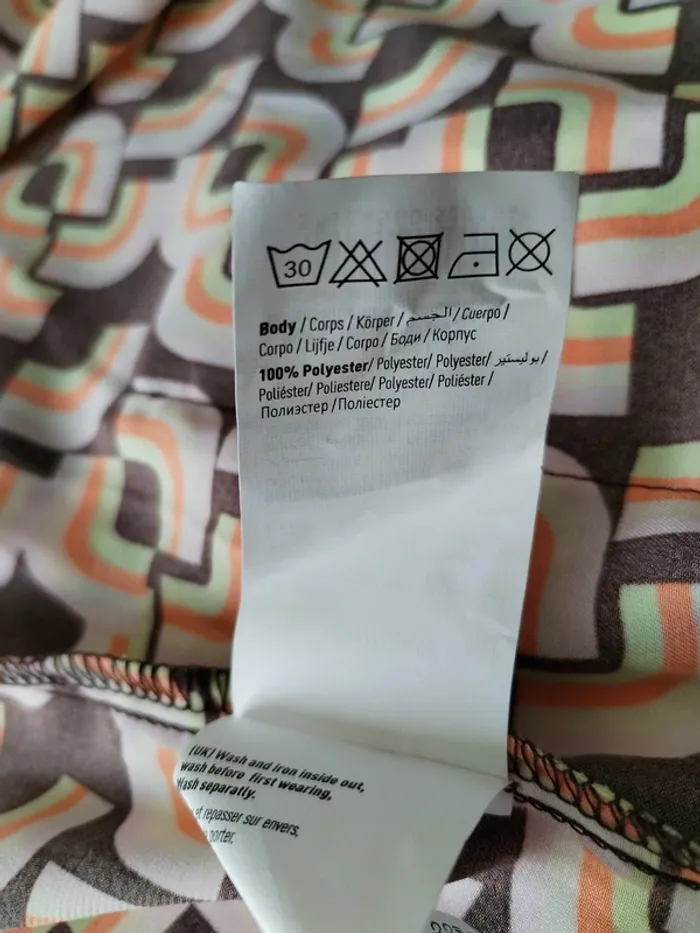 30
Body / Corps / Körper / الجسم / Cuerpo /
Corpo / Lijfje / Corpo / Боди / Корпус
100% Polyester/ Polyester/ Polyester/ بوليستير /
Poliéster/ Poliestere/ Polyester/ Poliéster /
Полиэстер /Поліестер
(UK) Wash and iron inside out,
wash before first wearing,
Wash separatly.
et repasser sur envers,
porter.